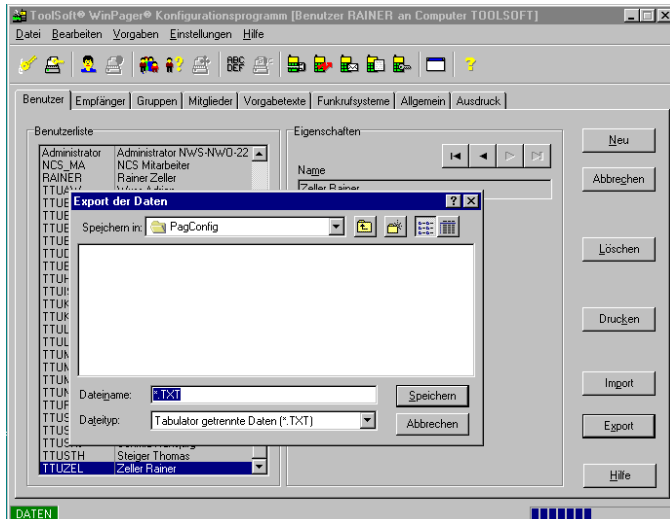 ToolSoft® WinPager® Konfigurationsprogramm [Benutzer RAINER an Computer TOOLSOFT]
Datei Bearbeiten Vorgaben Einstellungen Hilfe
ABC
DEF
Benutzer Empfänger Gruppen Mitglieder Vorgabetexte Funkrufsysteme Allgemein Ausdruck
Benutzerliste
Administrator Administrator NWS-NWO-22
NCS_MA NCS Mitarbeiter
RAINER Rainer Zeller
Eigenschaften
Name
Zeller Rainer
Neu
Abbrechen
Löschen
Drucken
Import
Export
Hilfe
Export der Daten
Speichern in: PagConfig
Dateiname: *.TXT
Speichern
Dateityp: Tabulator getrennte Daten (*.TXT)
Abbrechen
TTUSTH Steiger Thomas
TTUZEL Zeller Rainer
DATEN